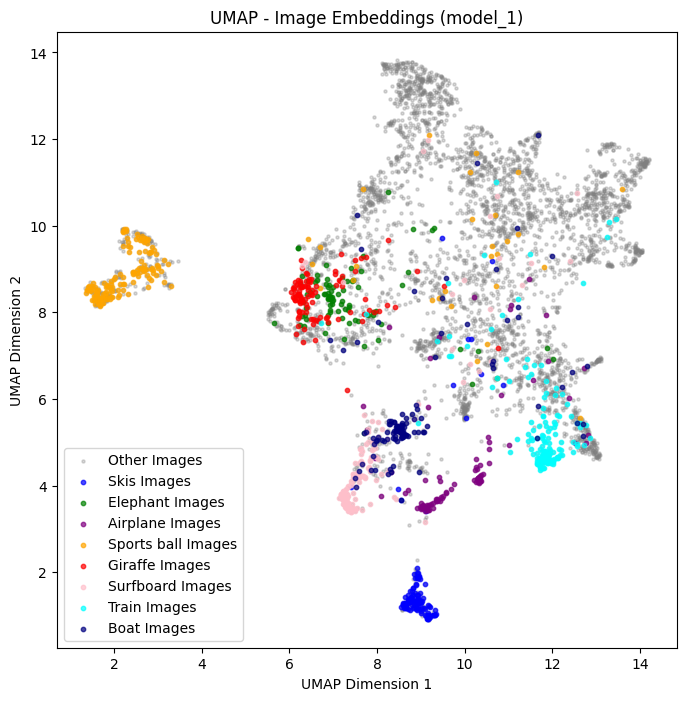 UMAP - Image Embeddings (model_1)
14
12
10
8
6
4
2
UMAP Dimension 2
Other Images
Skis Images
Elephant Images
Airplane Images
Sports ball Images
Giraffe Images
Surfboard Images
Train Images
Boat Images
2 4 6 8 10 12 14
UMAP Dimension 1